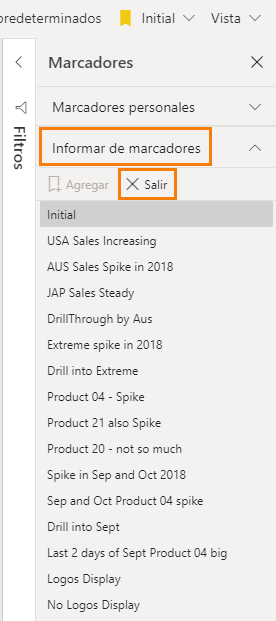 redeterminados Initial Vista
Marcadores
Marcadores personales
Filtros
Informar de marcadores
Agregar Salir
Initial
USA Sales Increasing
AUS Sales Spike in 2018
JAP Sales Steady
DrillThrough by Aus
Extreme spike in 2018
Drill into Extreme
Product 04 - Spike
Product 21 also Spike
Product 20 - not so much
Spike in Sep and Oct 2018
Sep and Oct Product 04 spike
Drill into Sept
Last 2 days of Sept Product 04 big
Logos Display
No Logos Display